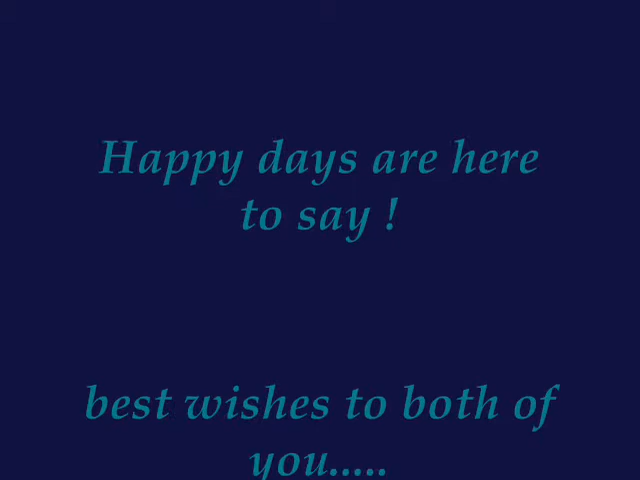 Happy days are here
to say !
best wishes to both of
you.....